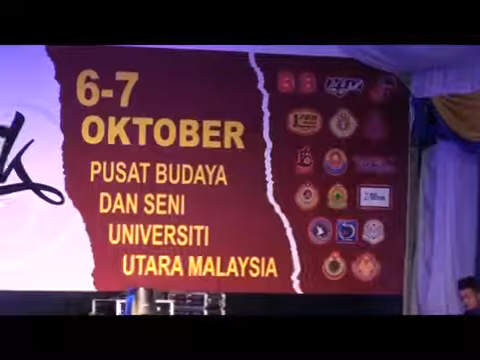 6-7
OKTOBER
PUSAT BUDAYA
DAN SENI
UNIVERSITI
UTARA MALAYSIA